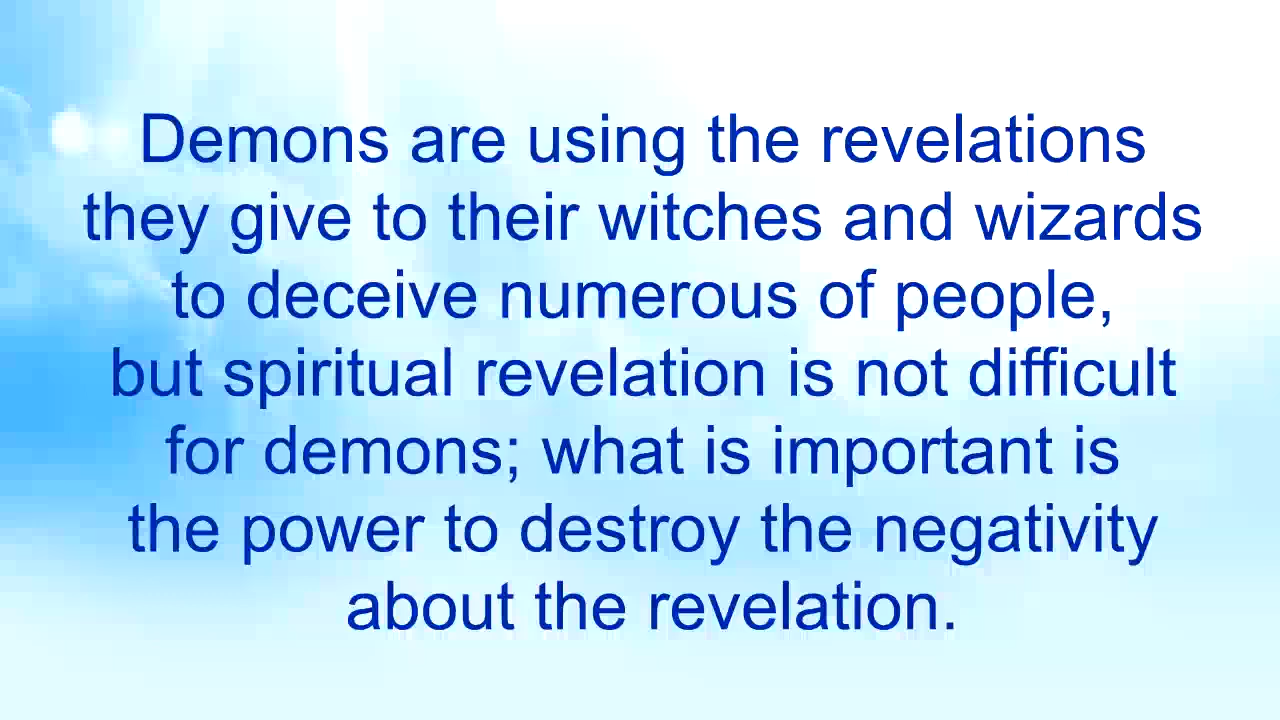 Demons are using the revelations
they give to their witches and wizards
to deceive numerous of people,
but spiritual revelation is not difficult
for demons; what is important is
the power to destroy the negativity
about the revelation.